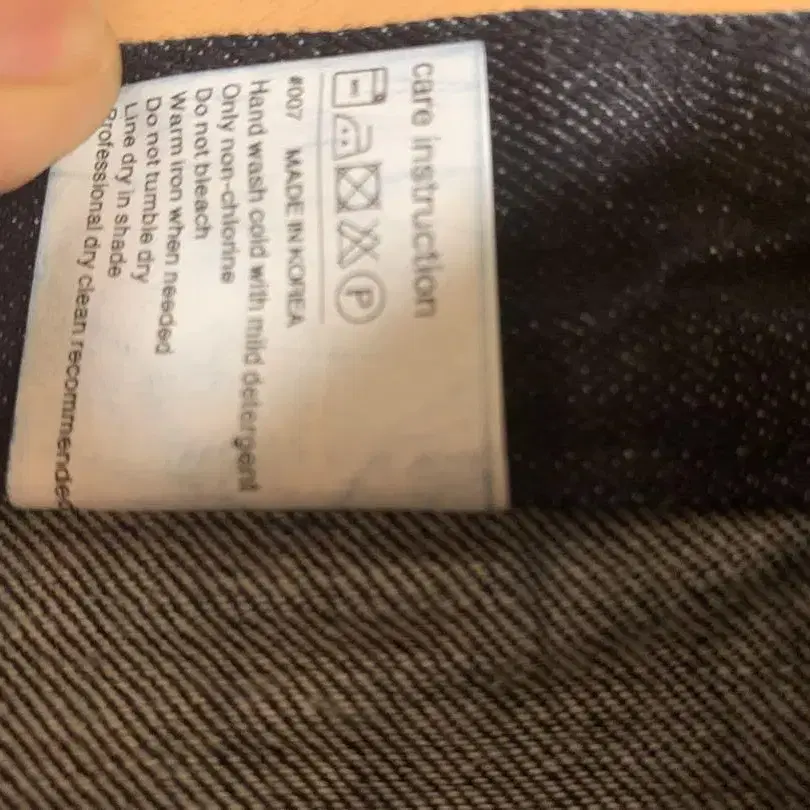 care instruction
P
#007 MADE IN KOREA
Hand wash cold with mild detergent
Only non-chlorine
Do not bleach
Warm iron when needed
Do not tumble dry
Line dry in shade
Professional dry clean recommended